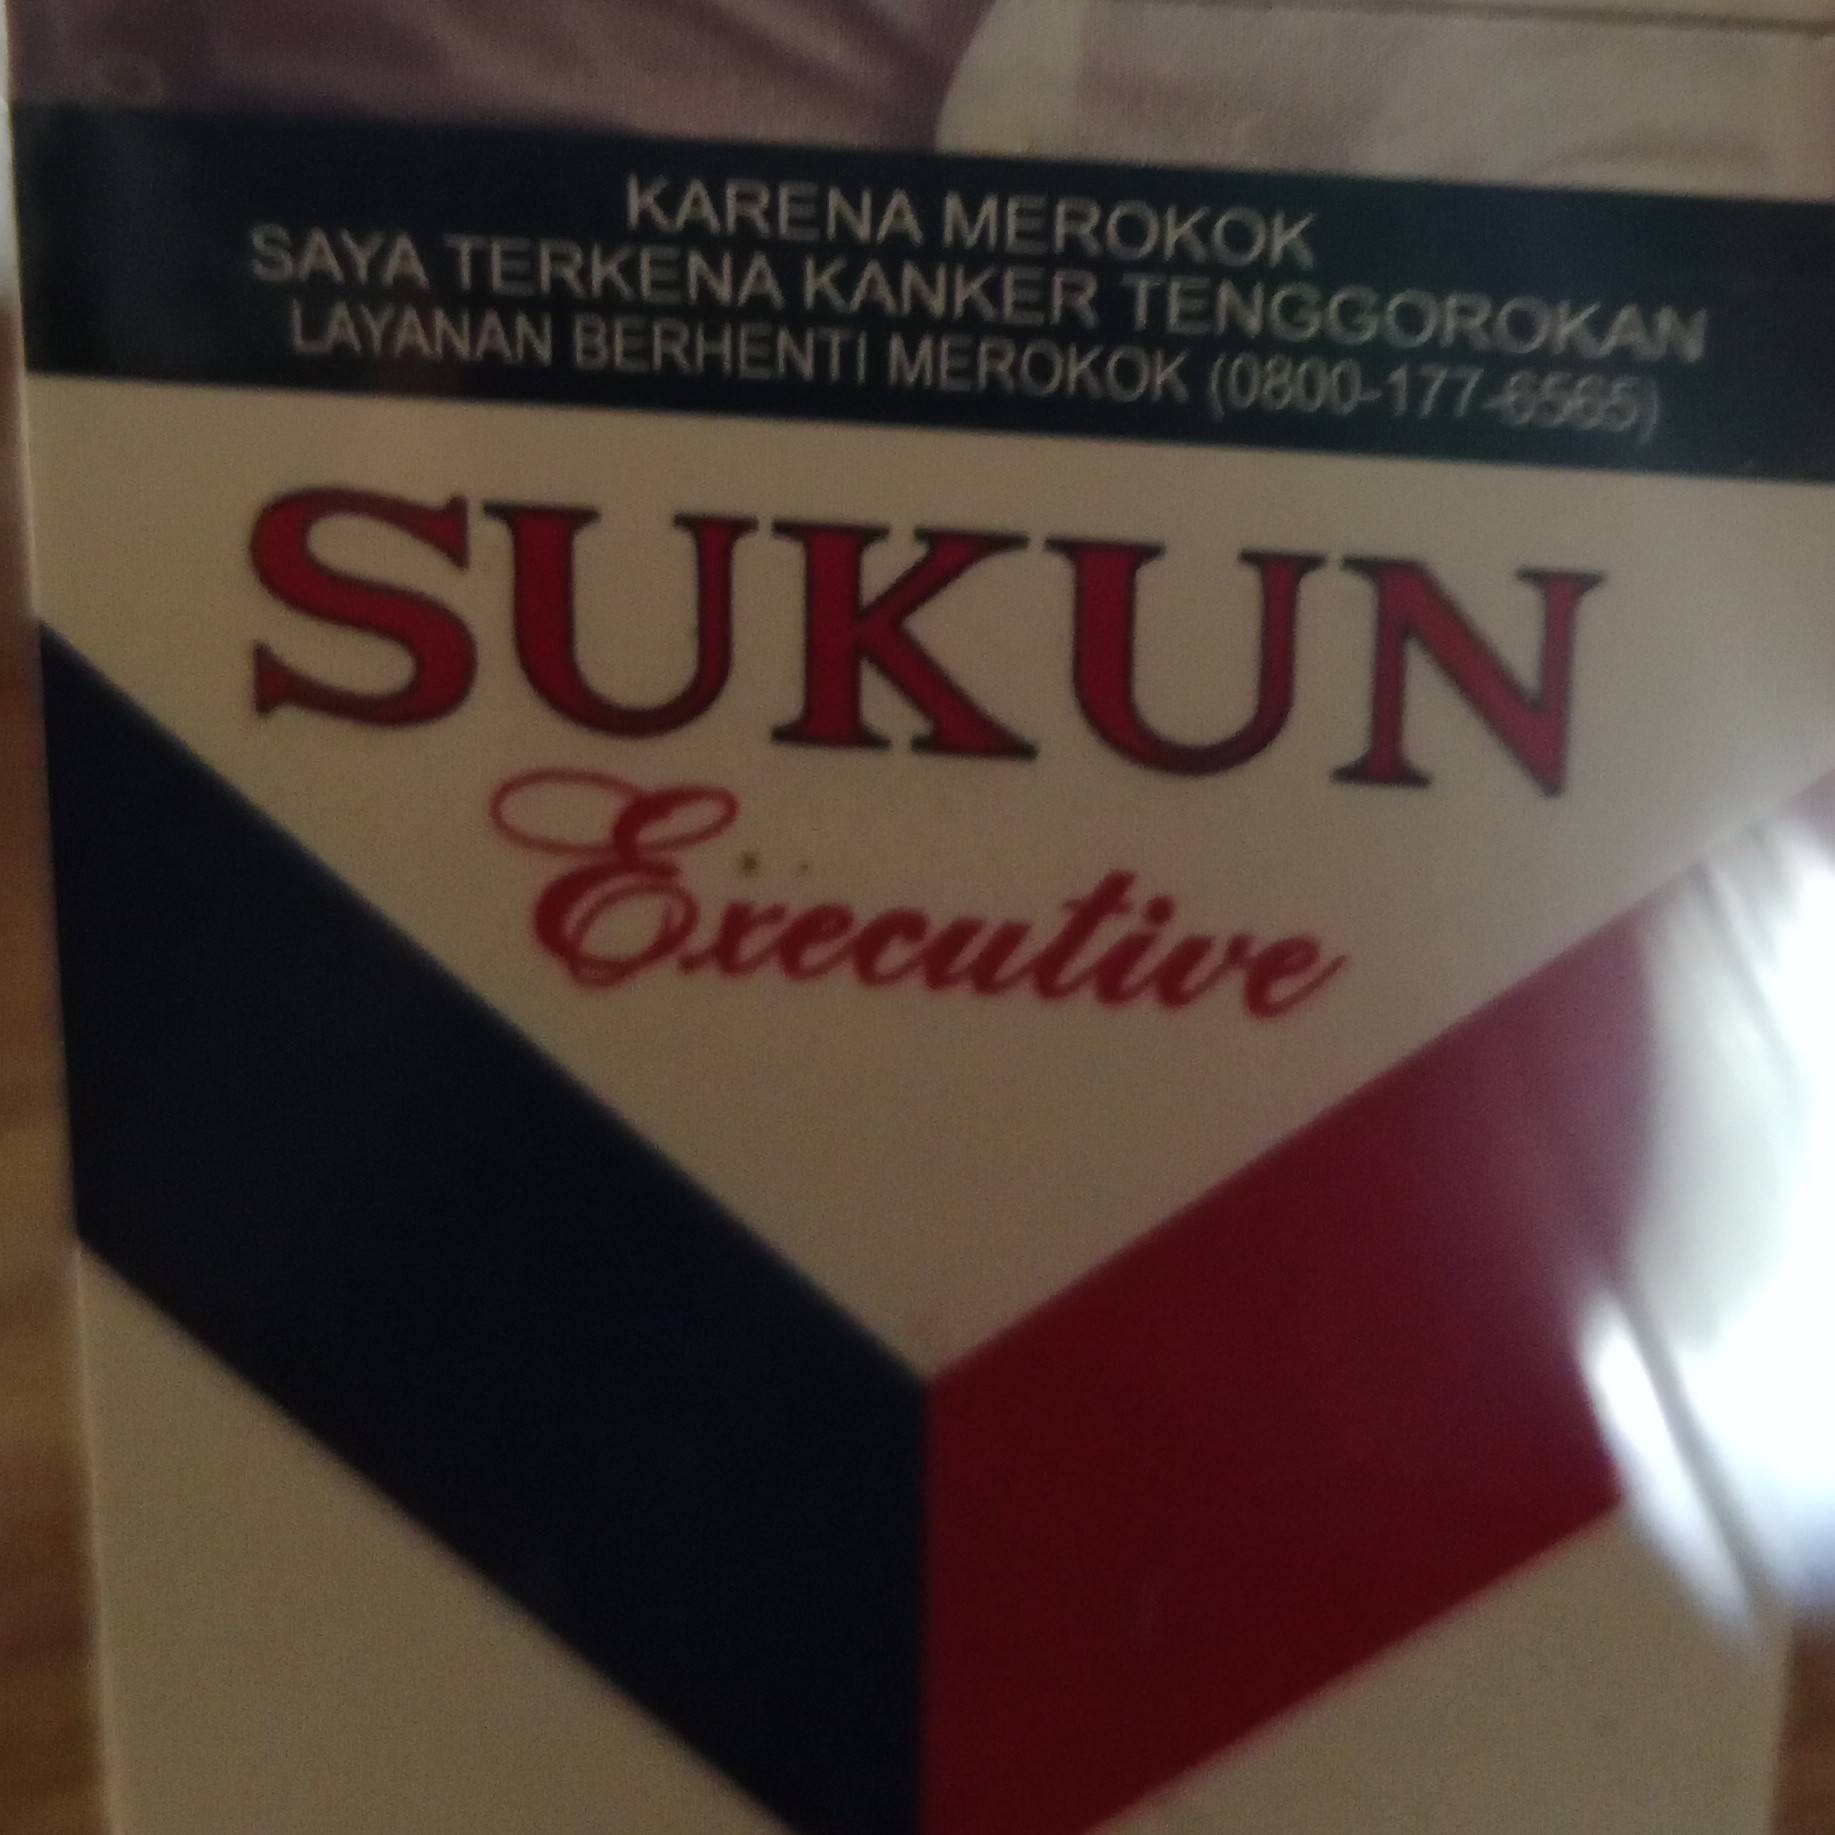 KARENA MEROKOK
SAYA TERKENA KANKER TENGGOROKAN
LAYANAN BERHENTI MEROKOK (0800-177-6565)
SUKUN
Executive